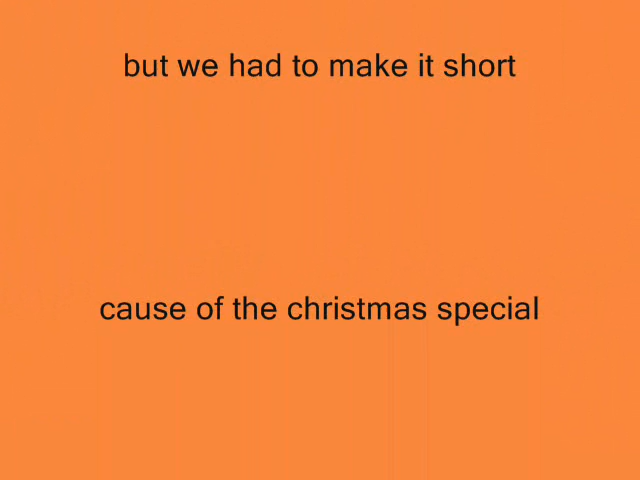 but we had to make it short
cause of the christmas special